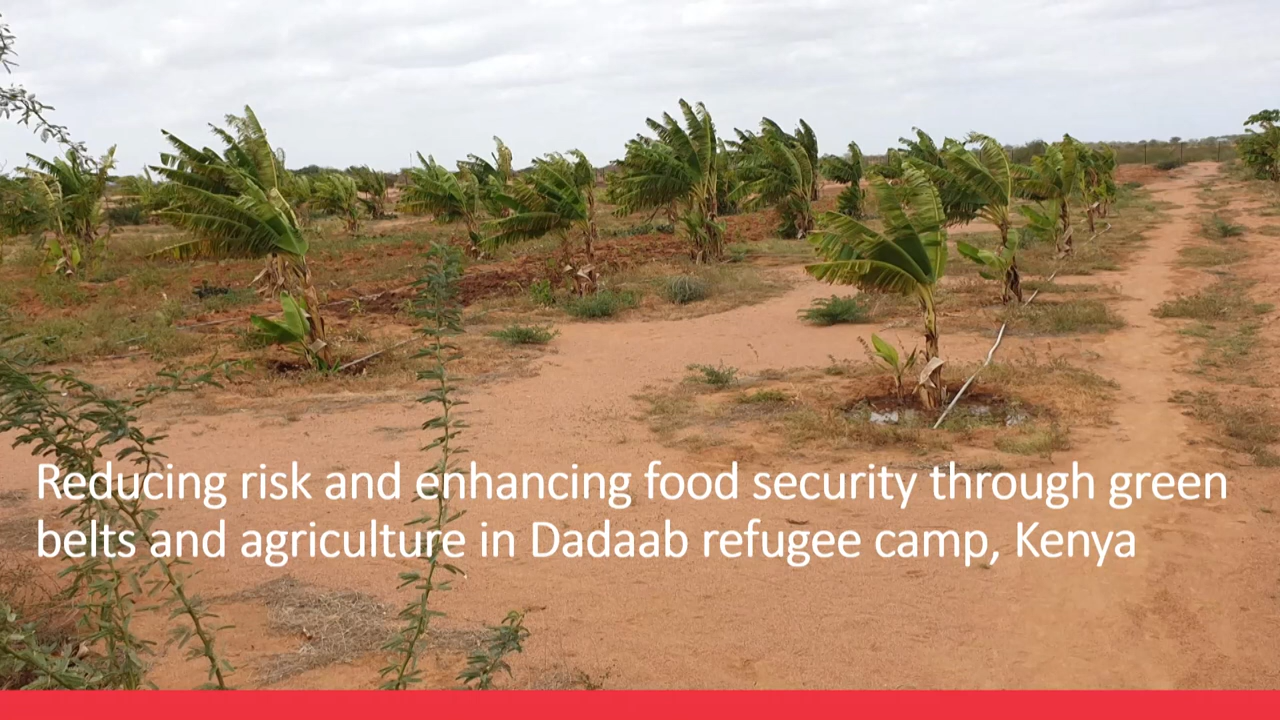 Reducing risk and enhancing food security through green
belts and agriculture in Dadaab refugee camp, Kenya